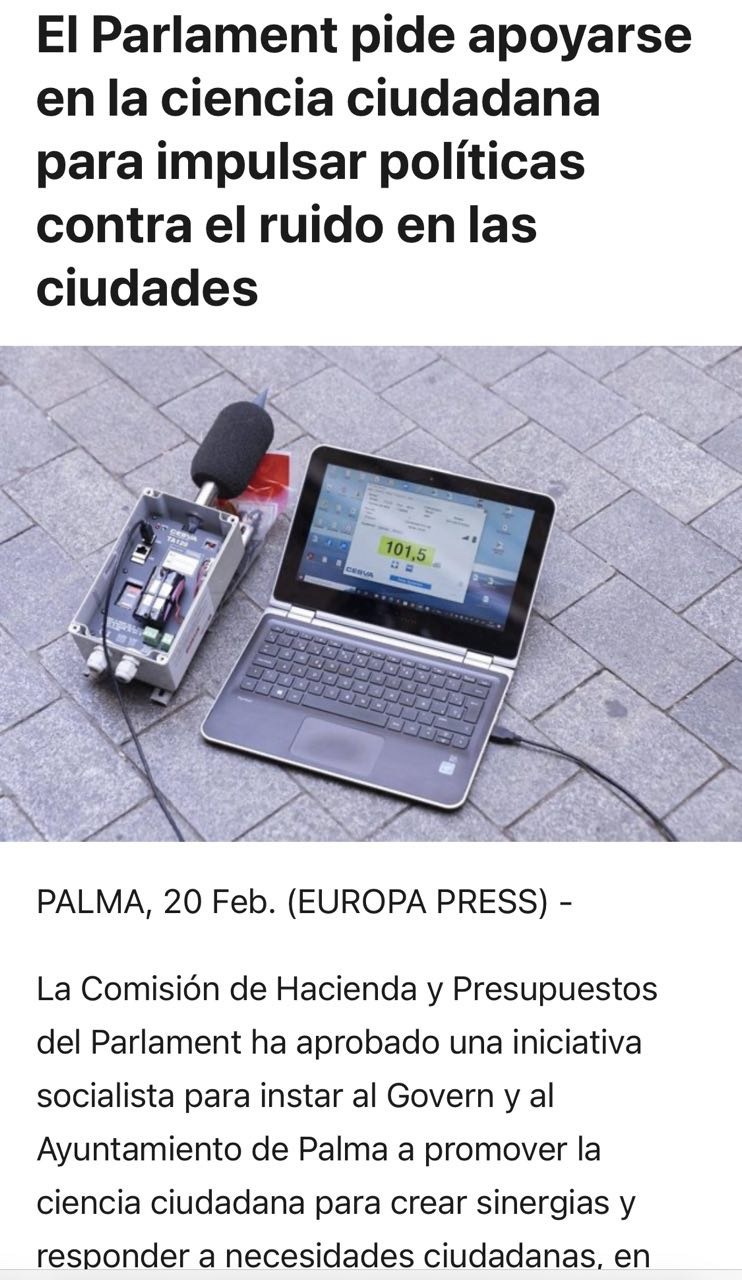 El Parlament pide apoyarse
en la ciencia ciudadana
para impulsar políticas
contra el ruido en las
ciudades
CESVA
TA120
101,5
CESVA
PALMA, 20 Feb. (EUROPA PRESS) -
La Comisión de Hacienda y Presupuestos
del Parlament ha aprobado una iniciativa
socialista para instar al Govern y al
Ayuntamiento de Palma a promover la
ciencia ciudadana para crear sinergias y
responder a necesidades ciudadanas, en